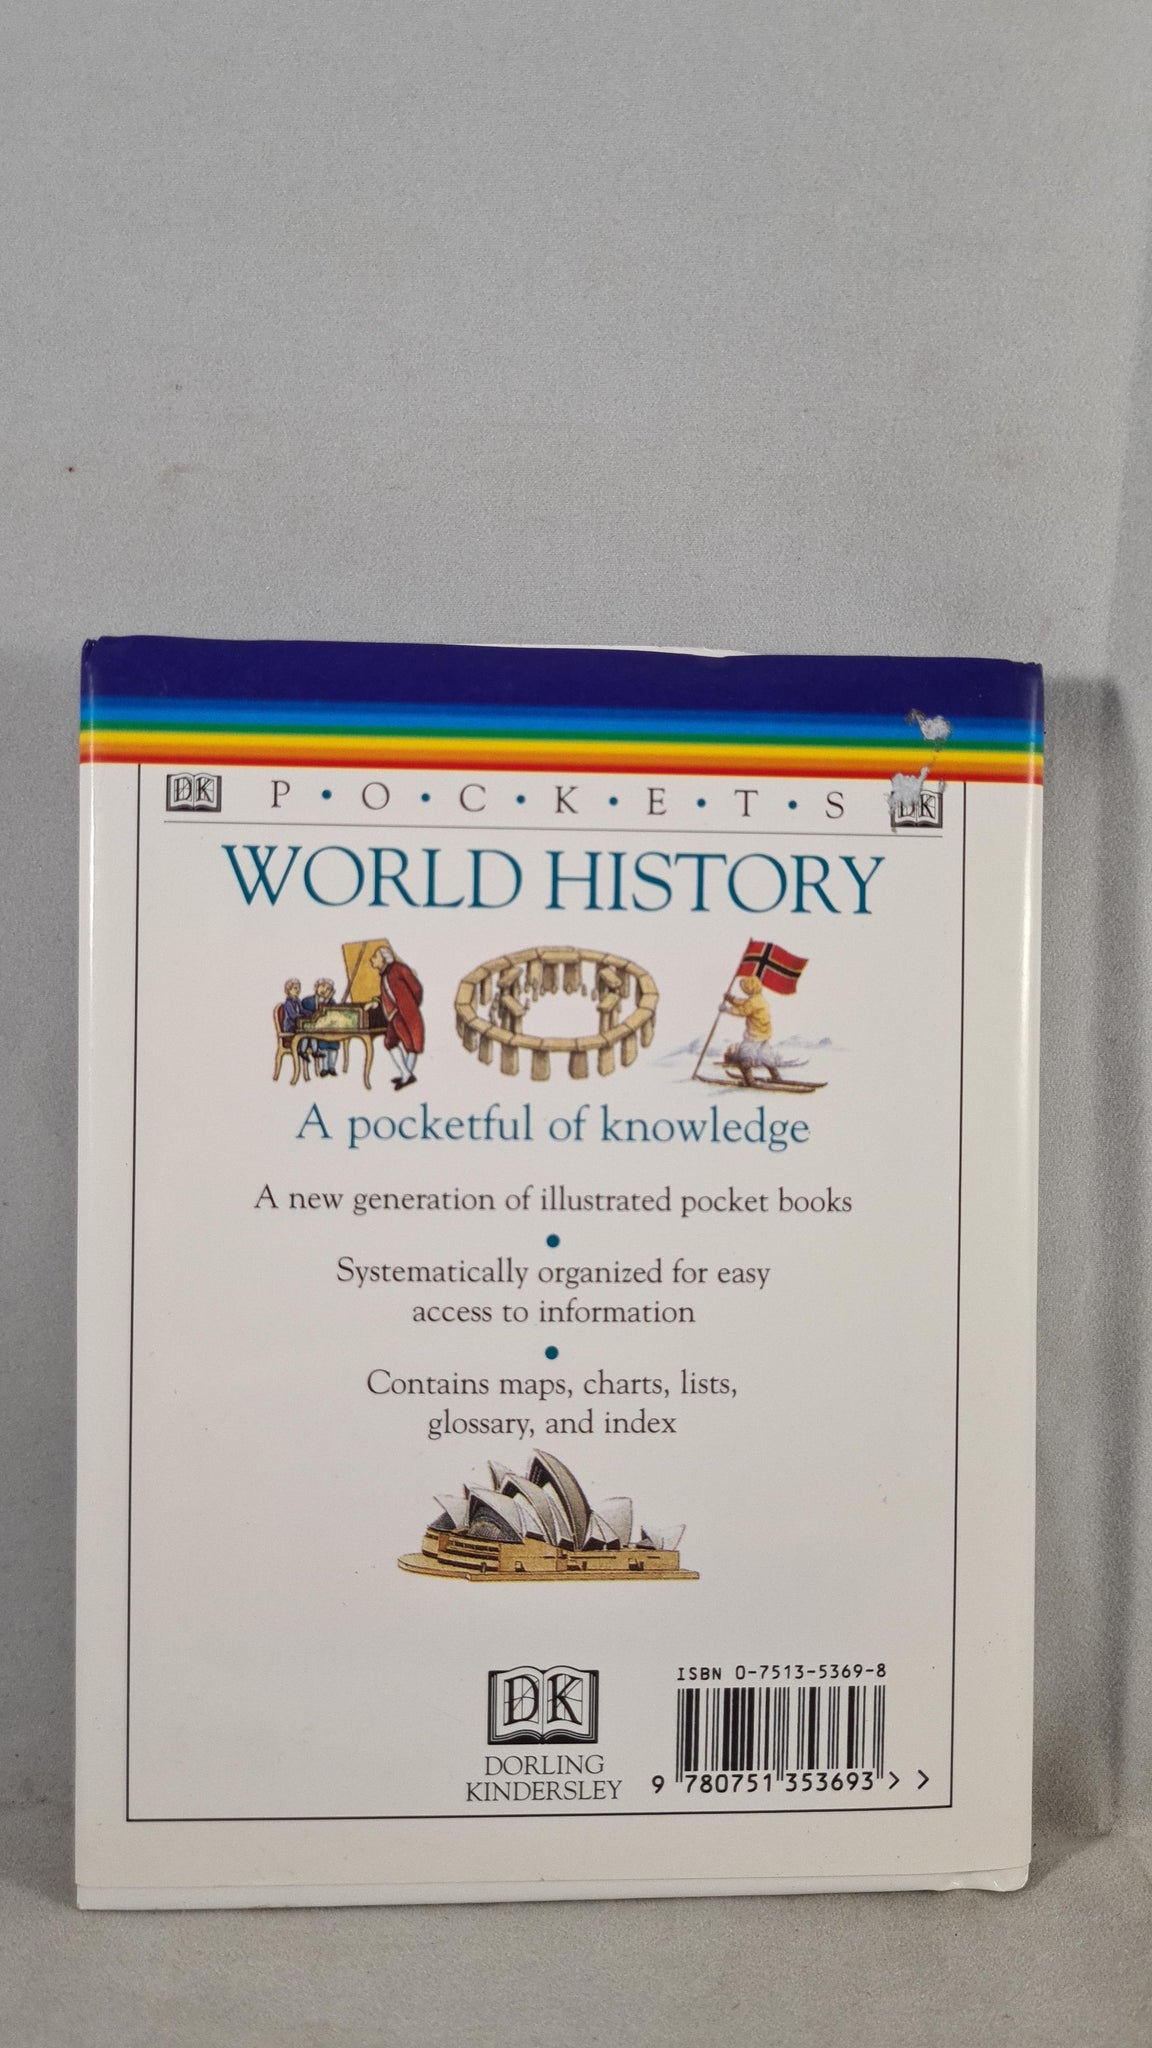 DK P • O • C • K • E • T • S DK
WORLD HISTORY
A pocketful of knowledge
A new generation of illustrated pocket books
•
Systematically organized for easy
access to information
•
Contains maps, charts, lists,
glossary, and index
DK
DORLING
KINDERSLEY
ISBN 0-7513-5369-8
9 780751 353693 > >